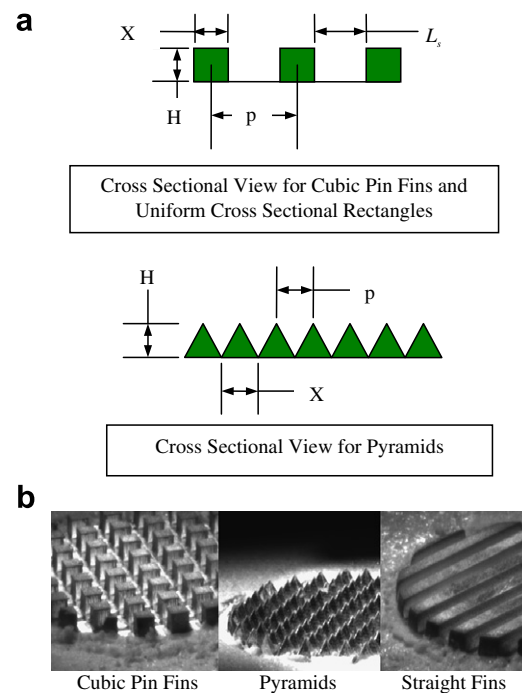 a
X
L_s
H
p
Cross Sectional View for Cubic Pin Fins and
Uniform Cross Sectional Rectangles
H
p
X
Cross Sectional View for Pyramids
b
Cubic Pin Fins
Pyramids
Straight Fins